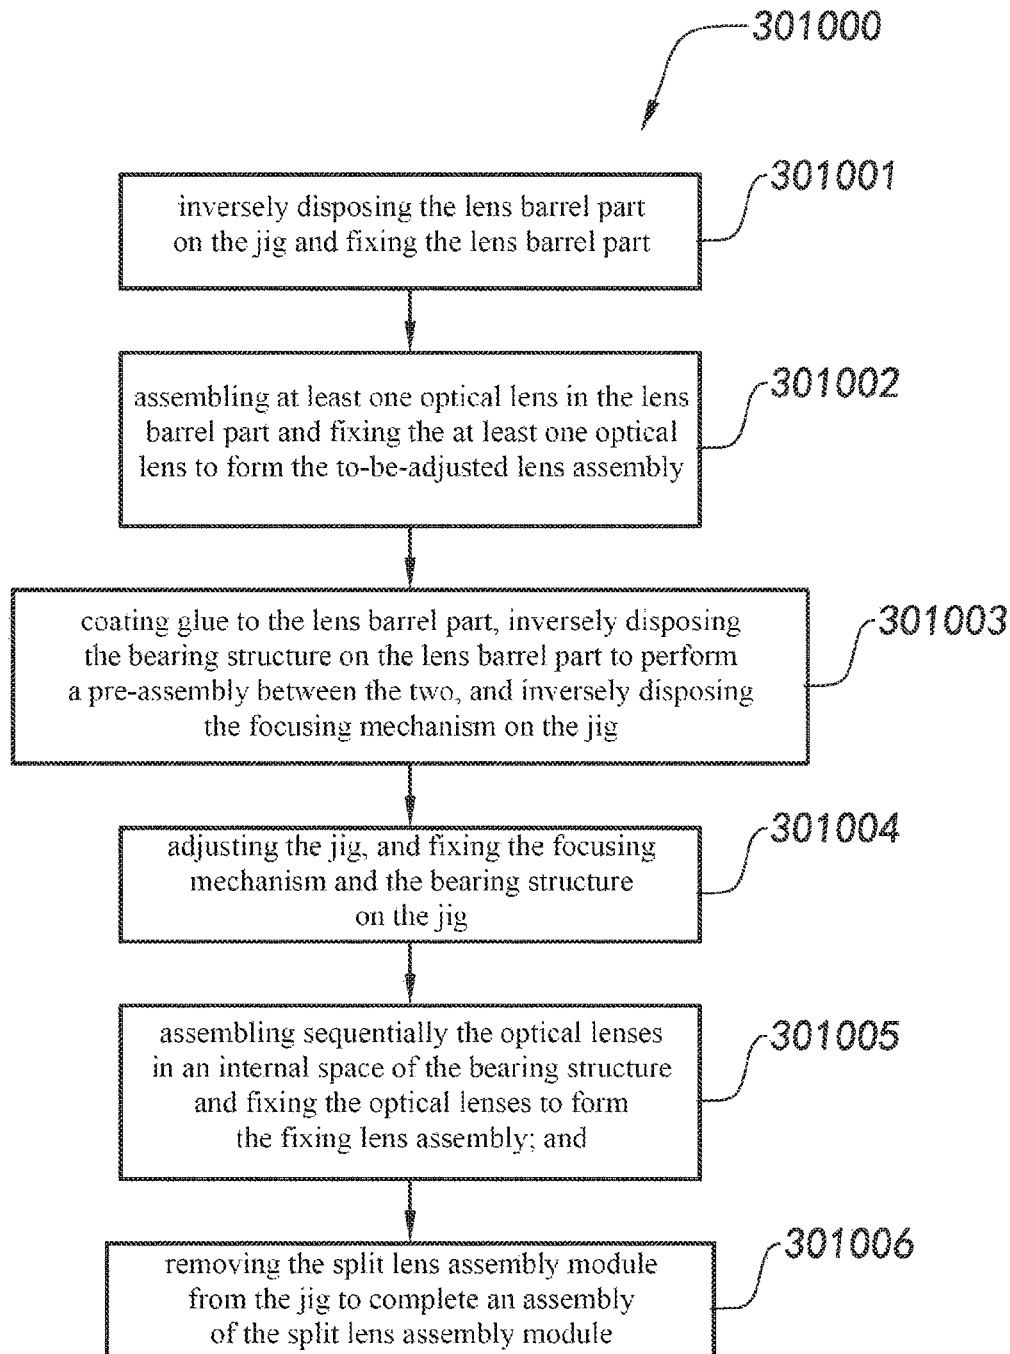 301000
301001
inversely disposing the lens barrel part
on the jig and fixing the lens barrel part
301002
assembling at least one optical lens in the lens
barrel part and fixing the at least one optical
lens to form the to-be-adjusted lens assembly
301003
coating glue to the lens barrel part, inversely disposing
the bearing structure on the lens barrel part to perform
a pre-assembly between the two, and inversely disposing
the focusing mechanism on the jig
301004
adjusting the jig, and fixing the focusing
mechanism and the bearing structure
on the jig
301005
assembling sequentially the optical lenses
in an internal space of the bearing structure
and fixing the optical lenses to form
the fixing lens assembly; and
301006
removing the split lens assembly module
from the jig to complete an assembly
of the split lens assembly module